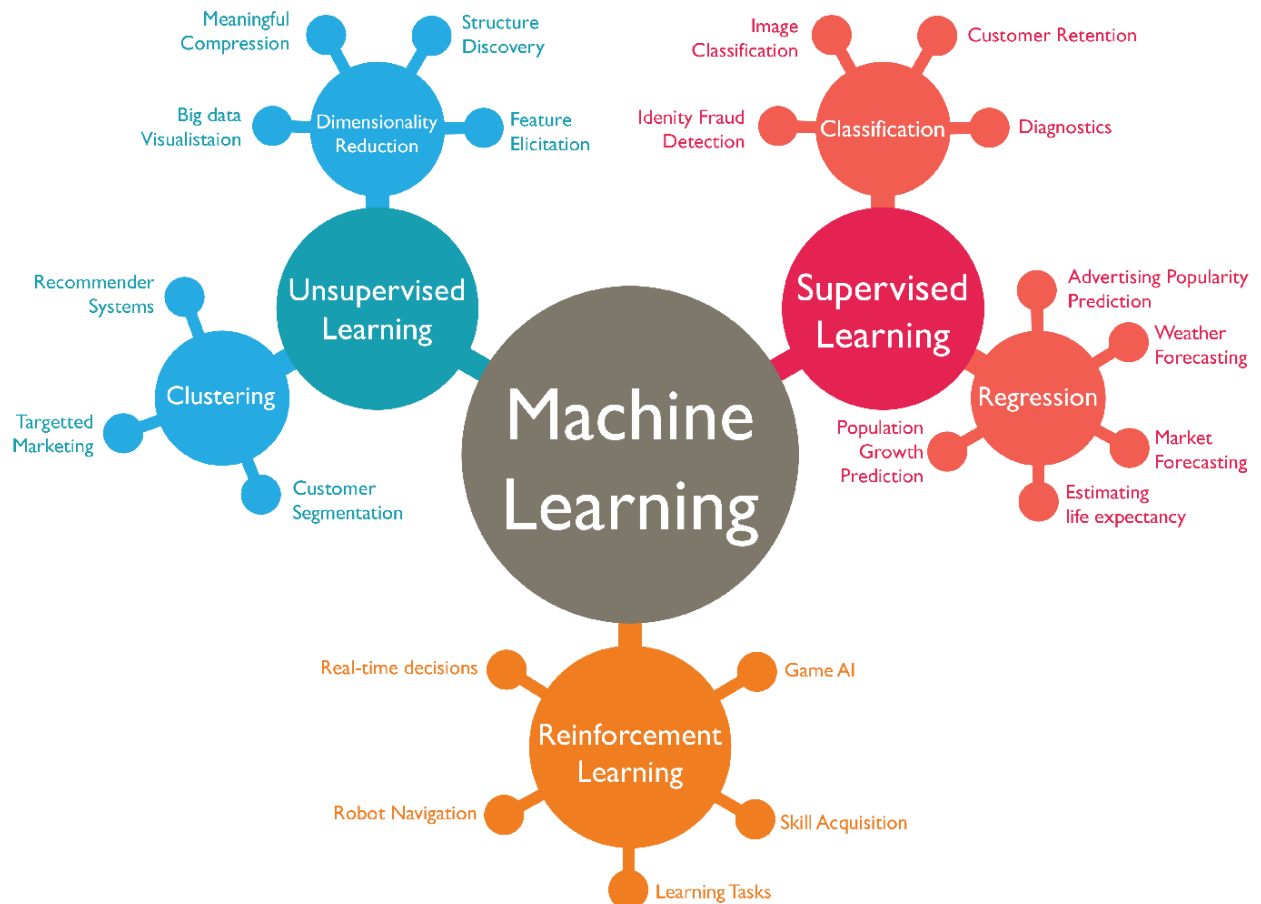 Meaningful
Compression
Structure
Discovery
Big data
Visualistaion
Dimensionality
Reduction
Feature
Elicitation
Image
Classification
Customer Retention
Idenity Fraud
Detection
Classification
Diagnostics
Recommender
Systems
Unsupervised
Learning
Clustering
Targetted
Marketing
Customer
Segmentation
Machine
Learning
Supervised
Learning
Advertising Popularity
Prediction
Weather
Forecasting
Regression
Population
Growth
Prediction
Market
Forecasting
Estimating
life expectancy
Real-time decisions
Game AI
Reinforcement
Learning
Robot Navigation
Skill Acquisition
Learning Tasks